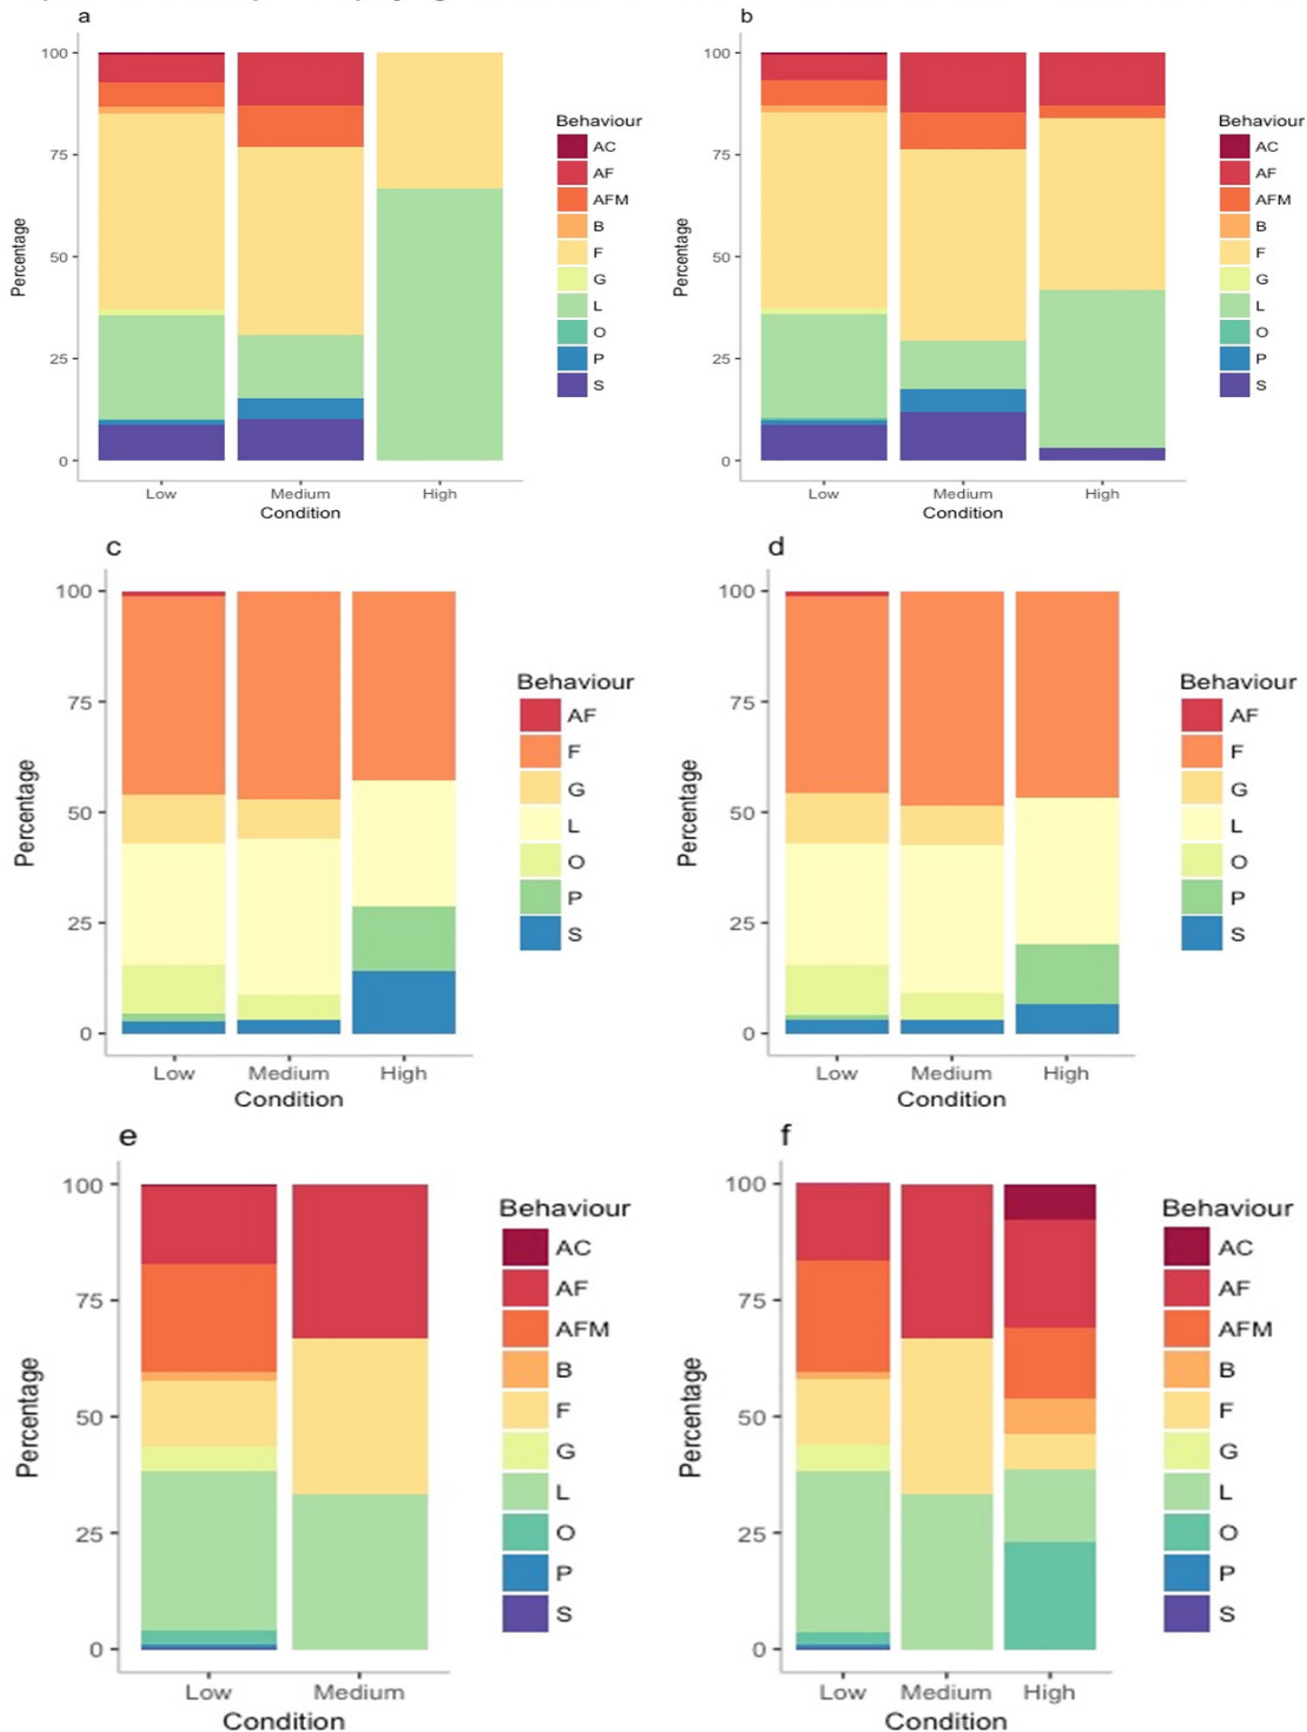 a
Percentage
100
75
50
25
0
Low Medium High
Condition
Behaviour
AC
AF
AFM
B
F
G
L
O
P
S
b
Percentage
100
75
50
25
0
Low Medium High
Condition
Behaviour
AC
AF
AFM
B
F
G
L
O
P
S
c
Percentage
100
75
50
25
0
Low Medium High
Condition
Behaviour
AF
F
G
L
O
P
S
d
Percentage
100
75
50
25
0
Low Medium High
Condition
Behaviour
AF
F
G
L
O
P
S
e
Percentage
100
75
50
25
0
Low Medium
Condition
Behaviour
AC
AF
AFM
B
F
G
L
O
P
S
f
Percentage
100
75
50
25
0
Low Medium High
Condition
Behaviour
AC
AF
AFM
B
F
G
L
O
P
S